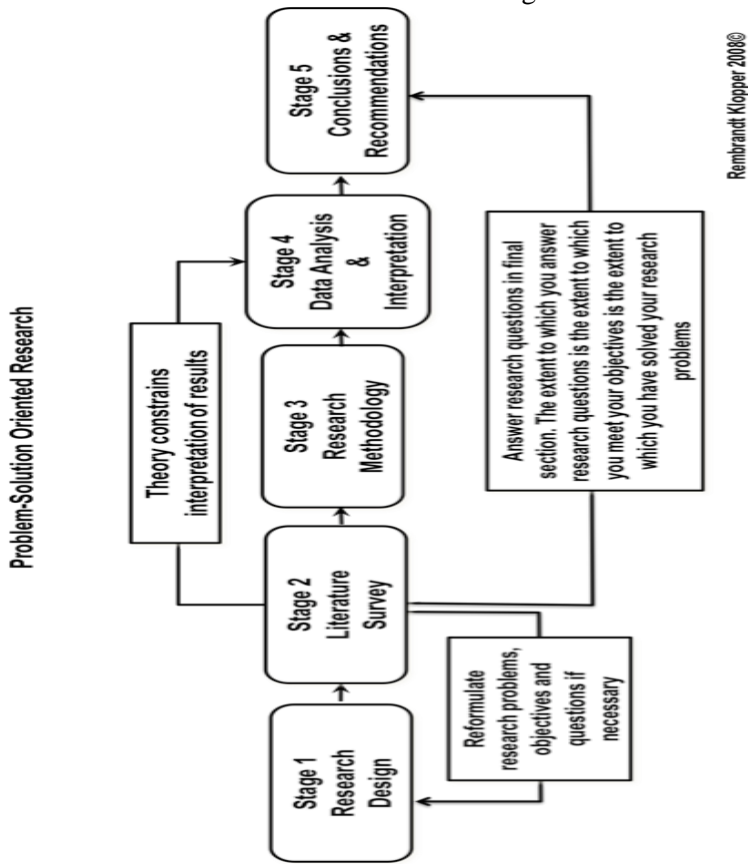 Problem-Solution Oriented Research
Theory constrains
interpretation of results
Stage 1
Research
Design
Stage 2
Literature
Survey
Stage 3
Research
Methodology
Stage 4
Data Analysis
&
Interpretation
Stage 5
Conclusions &
Recommendations
Reformulate
research problems,
objectives and
questions if
necessary
Answer research questions in final
section. The extent to which you answer
research questions is the extent to which
you meet your objectives is the extent to
which you have solved your research
problems
Rembrandt Klopper 2008©